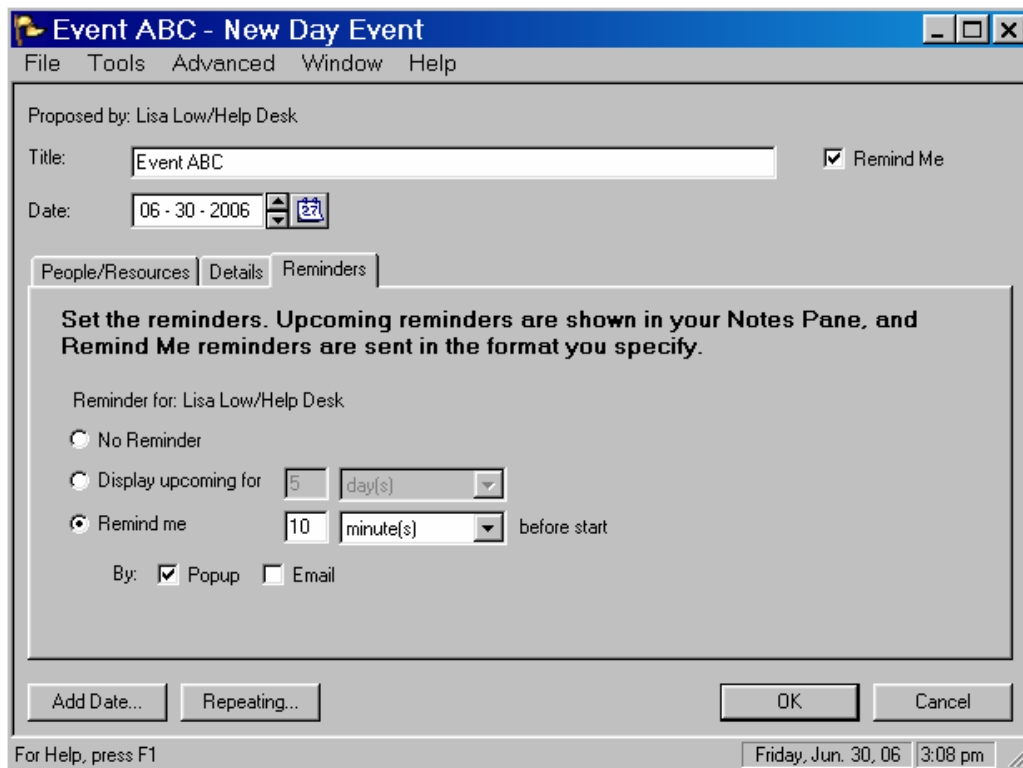 Event ABC - New Day Event
File Tools Advanced Window Help
Proposed by: Lisa Low/Help Desk
Title: Event ABC Remind Me
Date: 06 - 30 - 2006 27
People/Resources Details Reminders
Set the reminders. Upcoming reminders are shown in your Notes Pane, and
Remind Me reminders are sent in the format you specify.
Reminder for: Lisa Low/Help Desk
No Reminder
Display upcoming for 5 day(s)
Remind me 10 minute(s) before start
By: Popup Email
Add Date... Repeating... OK Cancel
For Help, press F1 Friday, Jun. 30, 06 3:08 pm